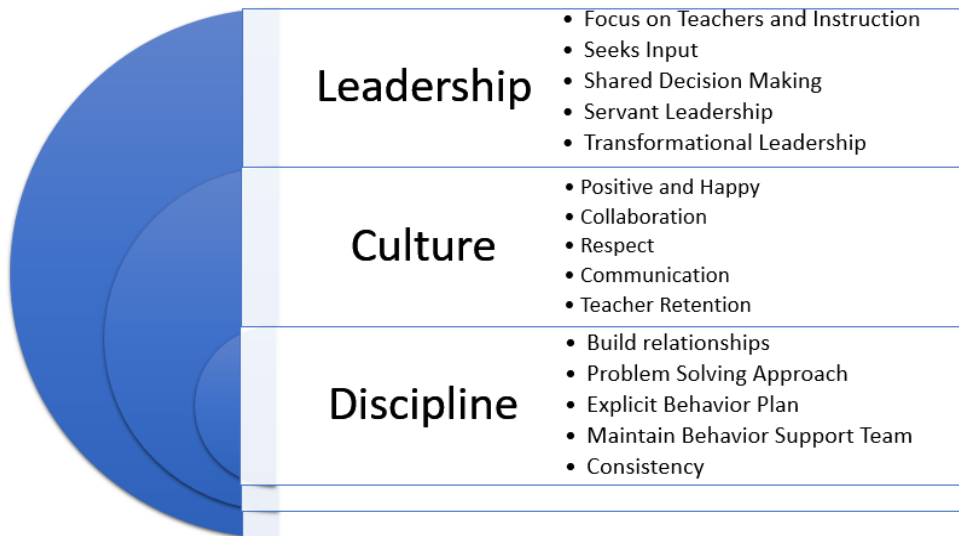 Leadership
• Focus on Teachers and Instruction
• Seeks Input
• Shared Decision Making
• Servant Leadership
• Transformational Leadership
Culture
• Positive and Happy
• Collaboration
• Respect
• Communication
• Teacher Retention
Discipline
• Build relationships
• Problem Solving Approach
• Explicit Behavior Plan
• Maintain Behavior Support Team
• Consistency